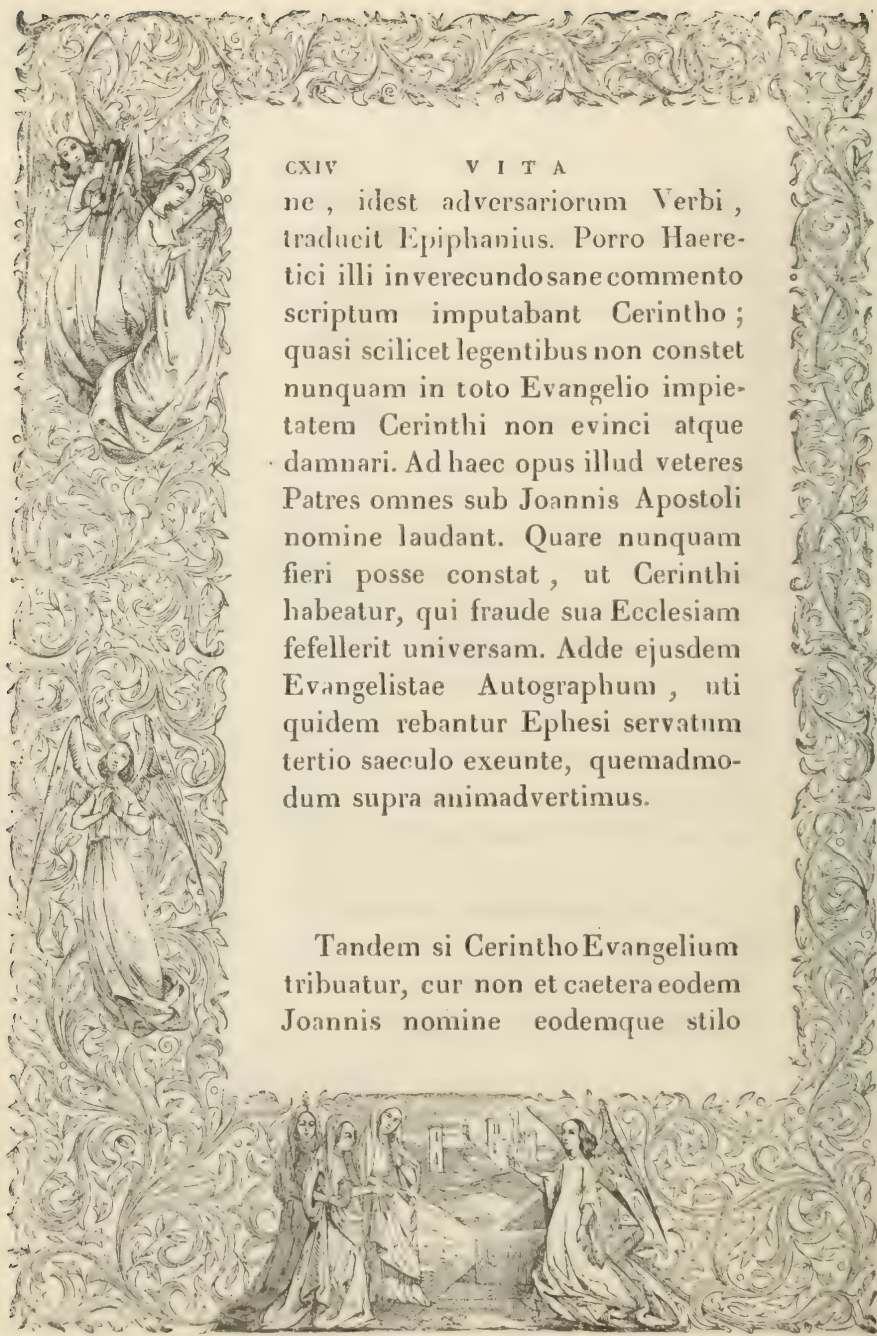 CXIV VITA
ne , idest adversariorum Verbi ,
traducit Epiphanius. Porro Haere-
tici illi inverecundo sane commento
scriptum imputabant Cerintho ;
quasi scilicet legentibus non constet
nunquam in toto Evangelio impie-
tatem Cerinthi non evinci atque
damnari. Ad haec opus illud veteres
Patres omnes sub Joannis Apostoli
nomine laudant. Quare nunquam
fieri posse constat , ut Cerinthi
habeatur, qui fraude sua Ecclesiam
fefellerit universam. Adde ejusdem
Evangelistae Autographum , uti
quidem rebantur Ephesi servatum
tertio saeculo exeunte, quemadmo-
dum supra animadvertimus.
Tandem si Cerintho Evangelium
tribuatur, cur non et caetera eodem
Joannis nomine eodemque stilo